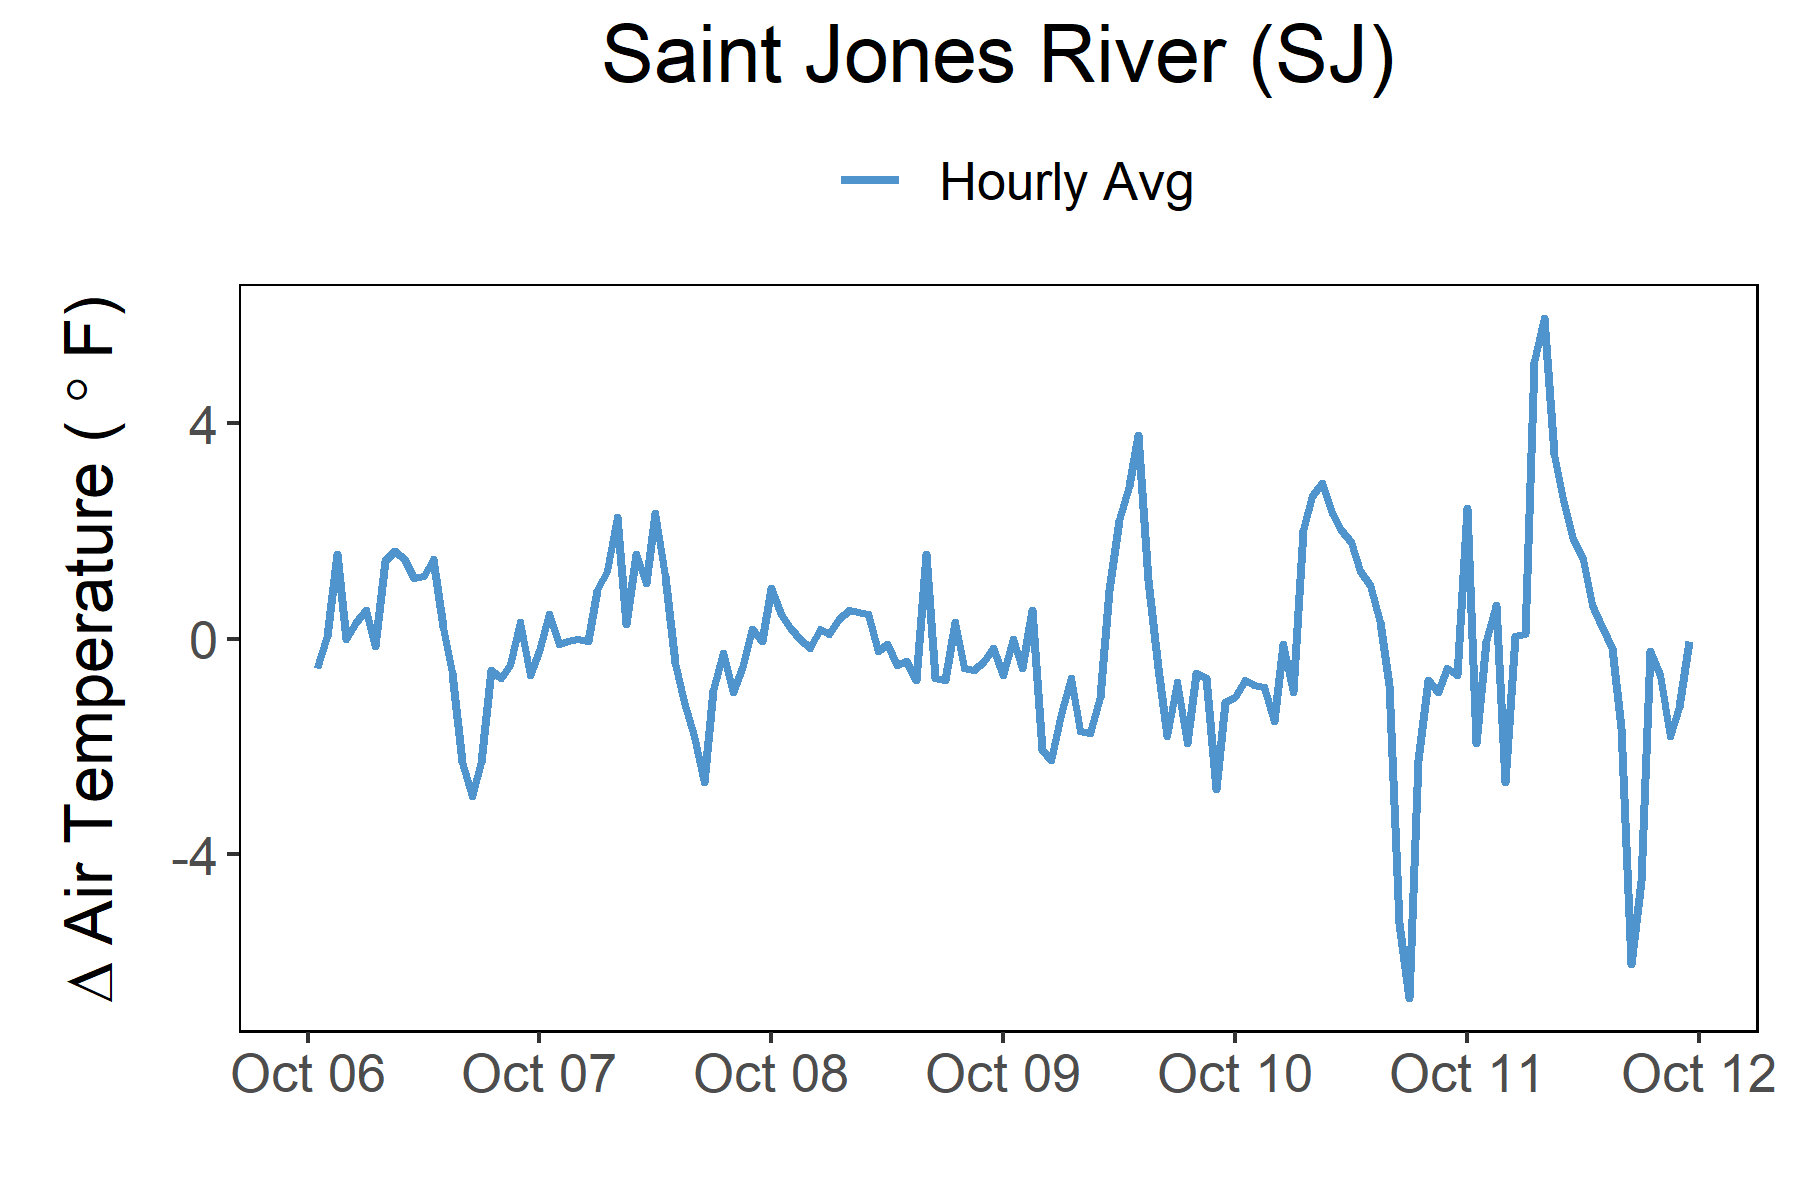 Saint Jones River (SJ)
Hourly Avg
Δ Air Temperature ( ° F)
4
0
-4
Oct 06
Oct 07
Oct 08
Oct 09
Oct 10
Oct 11
Oct 12